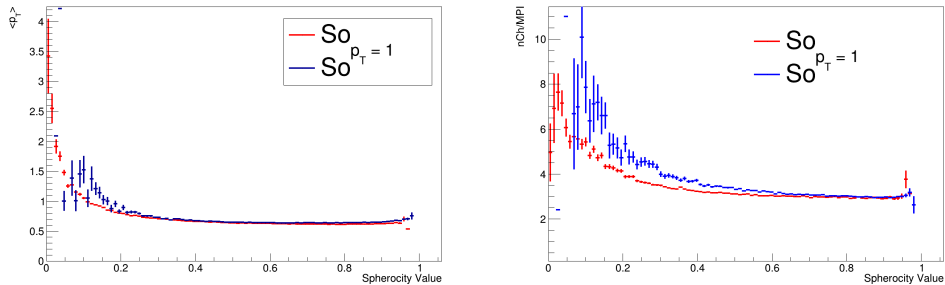 <p_T>
4
3.5
3
2.5
2
1.5
1
0.5
0
0 0.2 0.4 0.6 0.8 1
Spherocity Value
So
So p_T = 1
nCh/MPI
10
8
6
4
2
0 0.2 0.4 0.6 0.8 1
Spherocity Value
So
So p_T = 1